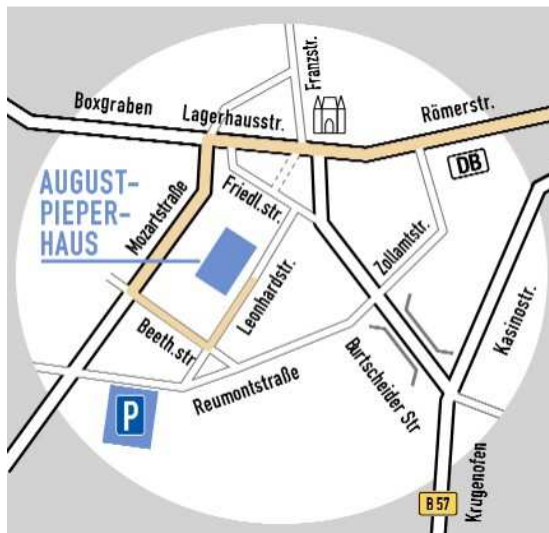 Franzstr.
Boxgraben
Lagerhausstr.
Römerstr.
DB
AUGUST-
PIEPER-
HAUS
Mozartstraße
Friedl.str.
Zollamtstr.
Leonhardstr.
Beeth.str
Kasinostr.
Reumontstraße
Burtscheider Str
P
B 57
Krugenofen